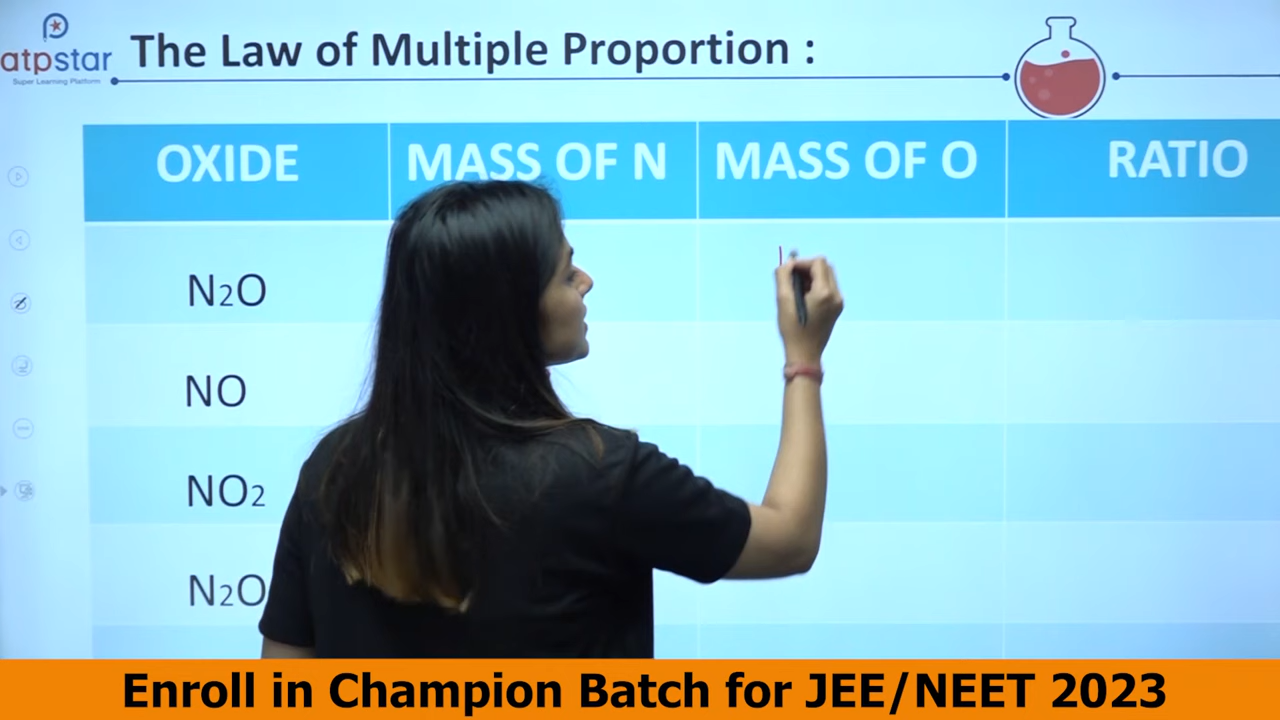 atpstar
Super Learning Platform
The Law of Multiple Proportion :
OXIDE MASS OF N MASS OF O RATIO
N2O
NO
NO2
N2O
Enroll in Champion Batch for JEE/NEET 2023